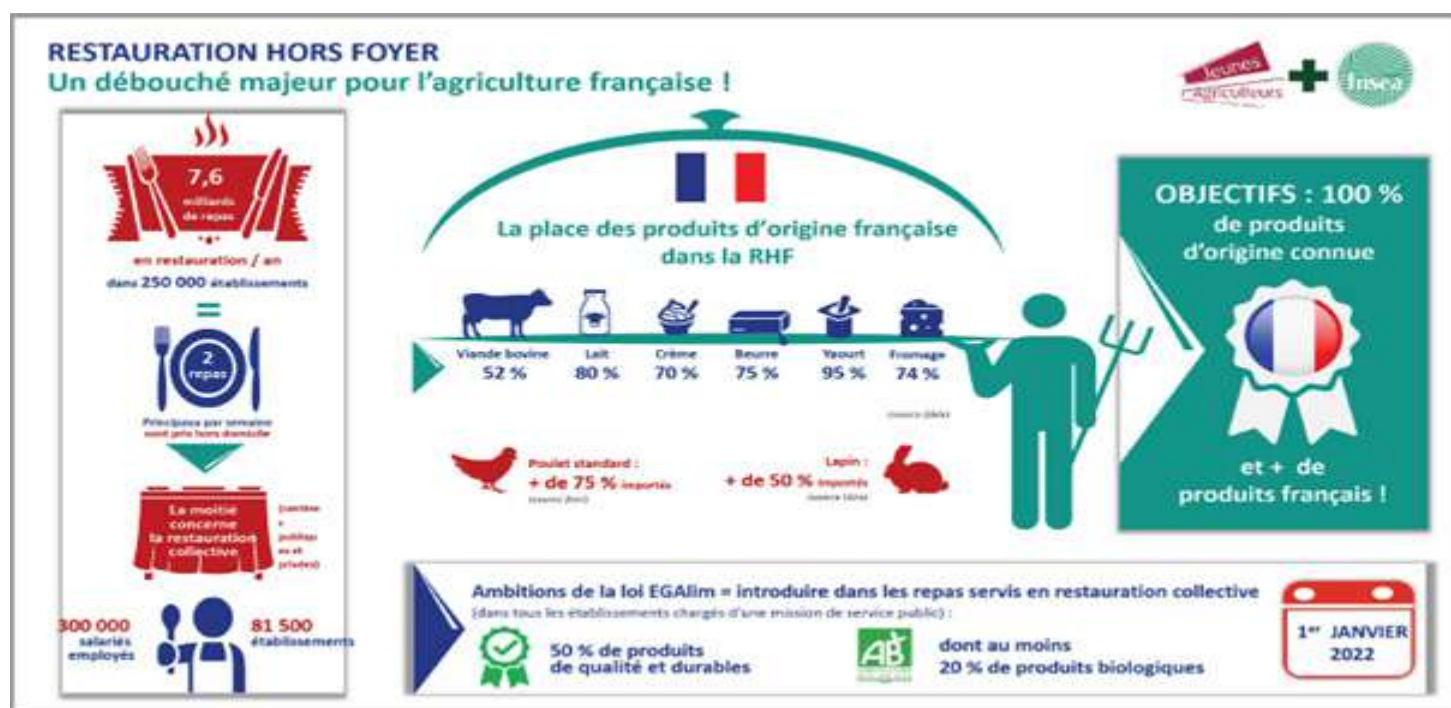 RESTAURATION HORS FOYER
Un débouché majeur pour l'agriculture française !
Jeunes
Agriculteurs
7,6
milliards
de repas
en restauration / an
dans 250 000 établissements
=
2
repas
Principaux par semaine
sont pris hors domicile
La moitié
concerne
la restauration
collective
300 000
salariés
employés
81 500
établissements
La place des produits d'origine française
dans la RHF
Viande bovine
52 %
Lait
80 %
Crème
70 %
Beurre
75 %
Yaourt
95 %
Fromage
74 %
Poulet standard :
+ de 75 % importés
Lapin :
+ de 50 % importés
OBJECTIFS : 100 %
de produits
d'origine connue
et + de
produits français !
Ambitions de la loi EGAlim = introduire dans les repas servis en restauration collective
(dans tous les établissements chargés d'une mission de service public) :
50 % de produits
de qualité et durables
AB
dont au moins
20 % de produits biologiques
1er JANVIER
2022